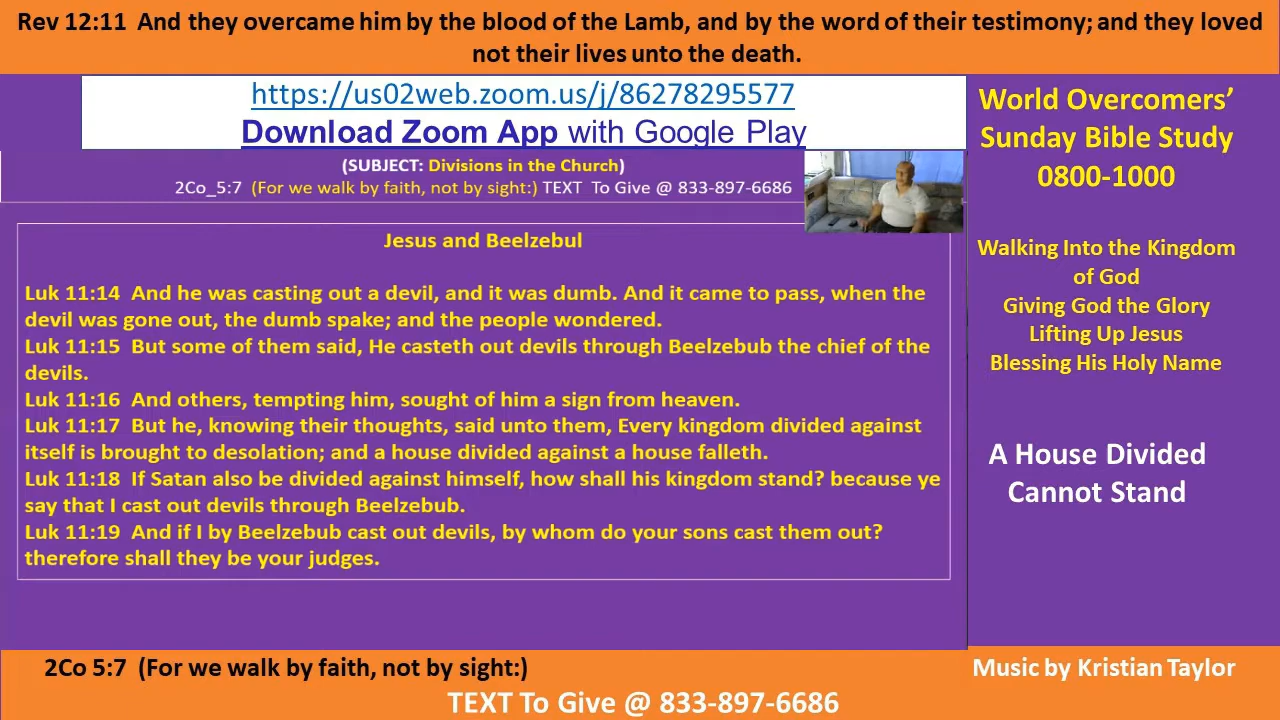 Rev 12:11  And they overcame him by the blood of the Lamb, and by the word of their testimony; and they loved
not their lives unto the death.
https://us02web.zoom.us/j/86278295577
Download Zoom App with Google Play
(SUBJECT: Divisions in the Church)
2Co_5:7  (For we walk by faith, not by sight:) TEXT  To Give @ 833-897-6686
Jesus and Beelzebul
Luk 11:14  And he was casting out a devil, and it was dumb. And it came to pass, when the
devil was gone out, the dumb spake; and the people wondered.
Luk 11:15  But some of them said, He casteth out devils through Beelzebub the chief of the
devils.
Luk 11:16  And others, tempting him, sought of him a sign from heaven.
Luk 11:17  But he, knowing their thoughts, said unto them, Every kingdom divided against
itself is brought to desolation; and a house divided against a house falleth.
Luk 11:18  If Satan also be divided against himself, how shall his kingdom stand? because ye
say that I cast out devils through Beelzebub.
Luk 11:19  And if I by Beelzebub cast out devils, by whom do your sons cast them out?
therefore shall they be your judges.
World Overcomers’
Sunday Bible Study
0800-1000
Walking Into the Kingdom
of God
Giving God the Glory
Lifting Up Jesus
Blessing His Holy Name
A House Divided
Cannot Stand
2Co 5:7  (For we walk by faith, not by sight:)
Music by Kristian Taylor
TEXT To Give @ 833-897-6686